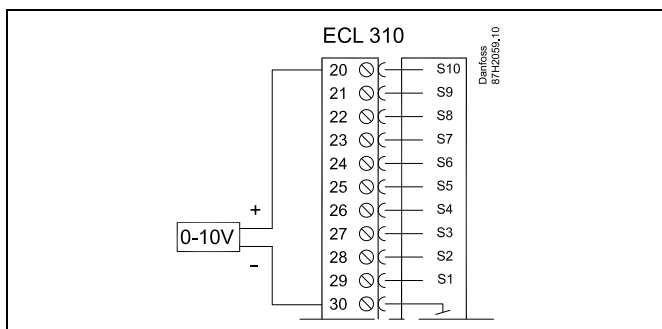 ECL 310
Danfoss
87H2059.10
20 S10
21 S9
22 S8
23 S7
24 S6
25 S5
26 S4
27 S3
28 S2
29 S1
30
+
0-10V
−